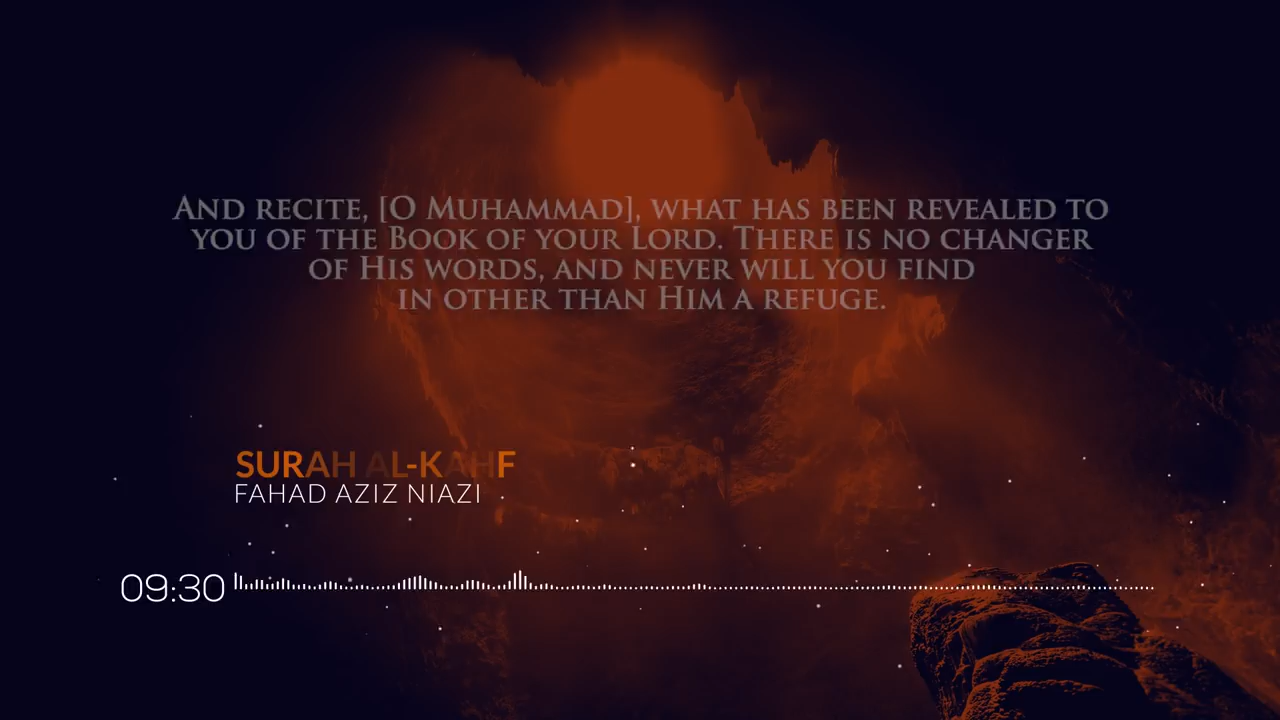 And recite, [O Muhammad], what has been revealed to
you of the Book of your Lord. There is no changer
of His words, and never will you find
in other than Him a refuge.
SURAH AL-KAHF
FAHAD AZIZ NIAZI
09:30